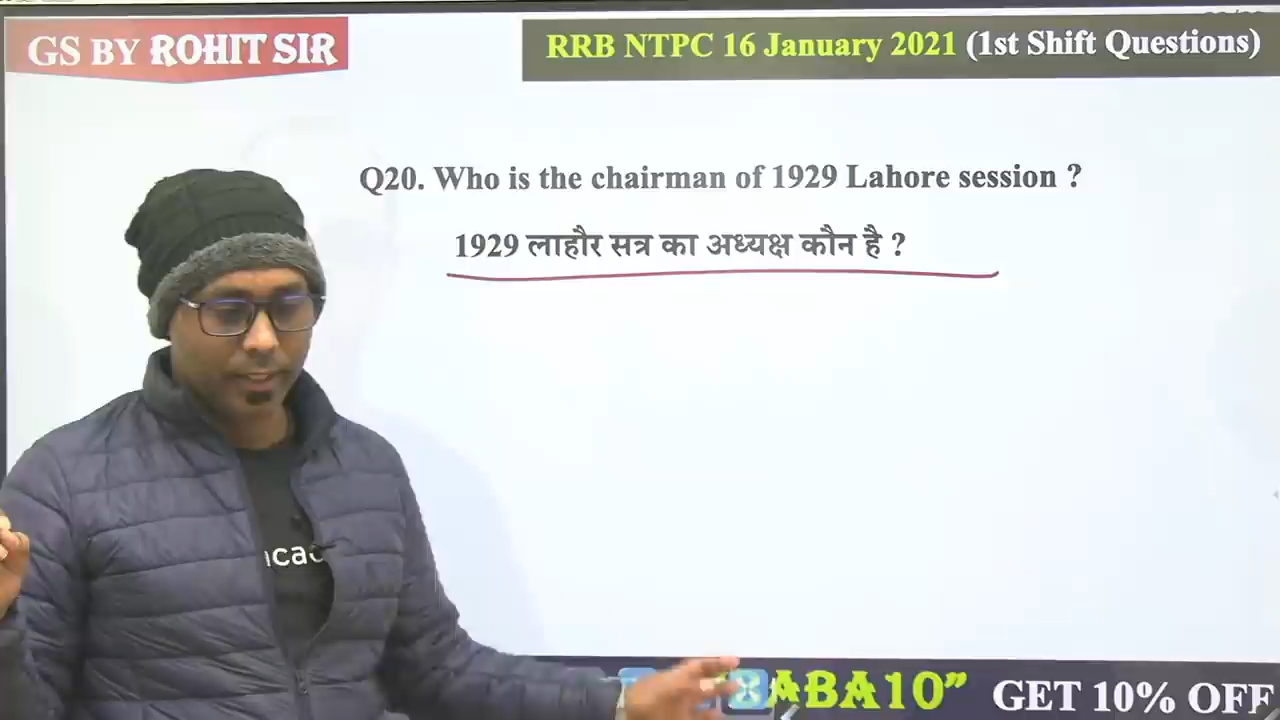 GS BY ROHIT SIR
RRB NTPC 16 January 2021 (1st Shift Questions)
Q20. Who is the chairman of 1929 Lahore session ?
1929 लाहौर सत्र का अध्यक्ष कौन है ?
ABA10” GET 10% OFF